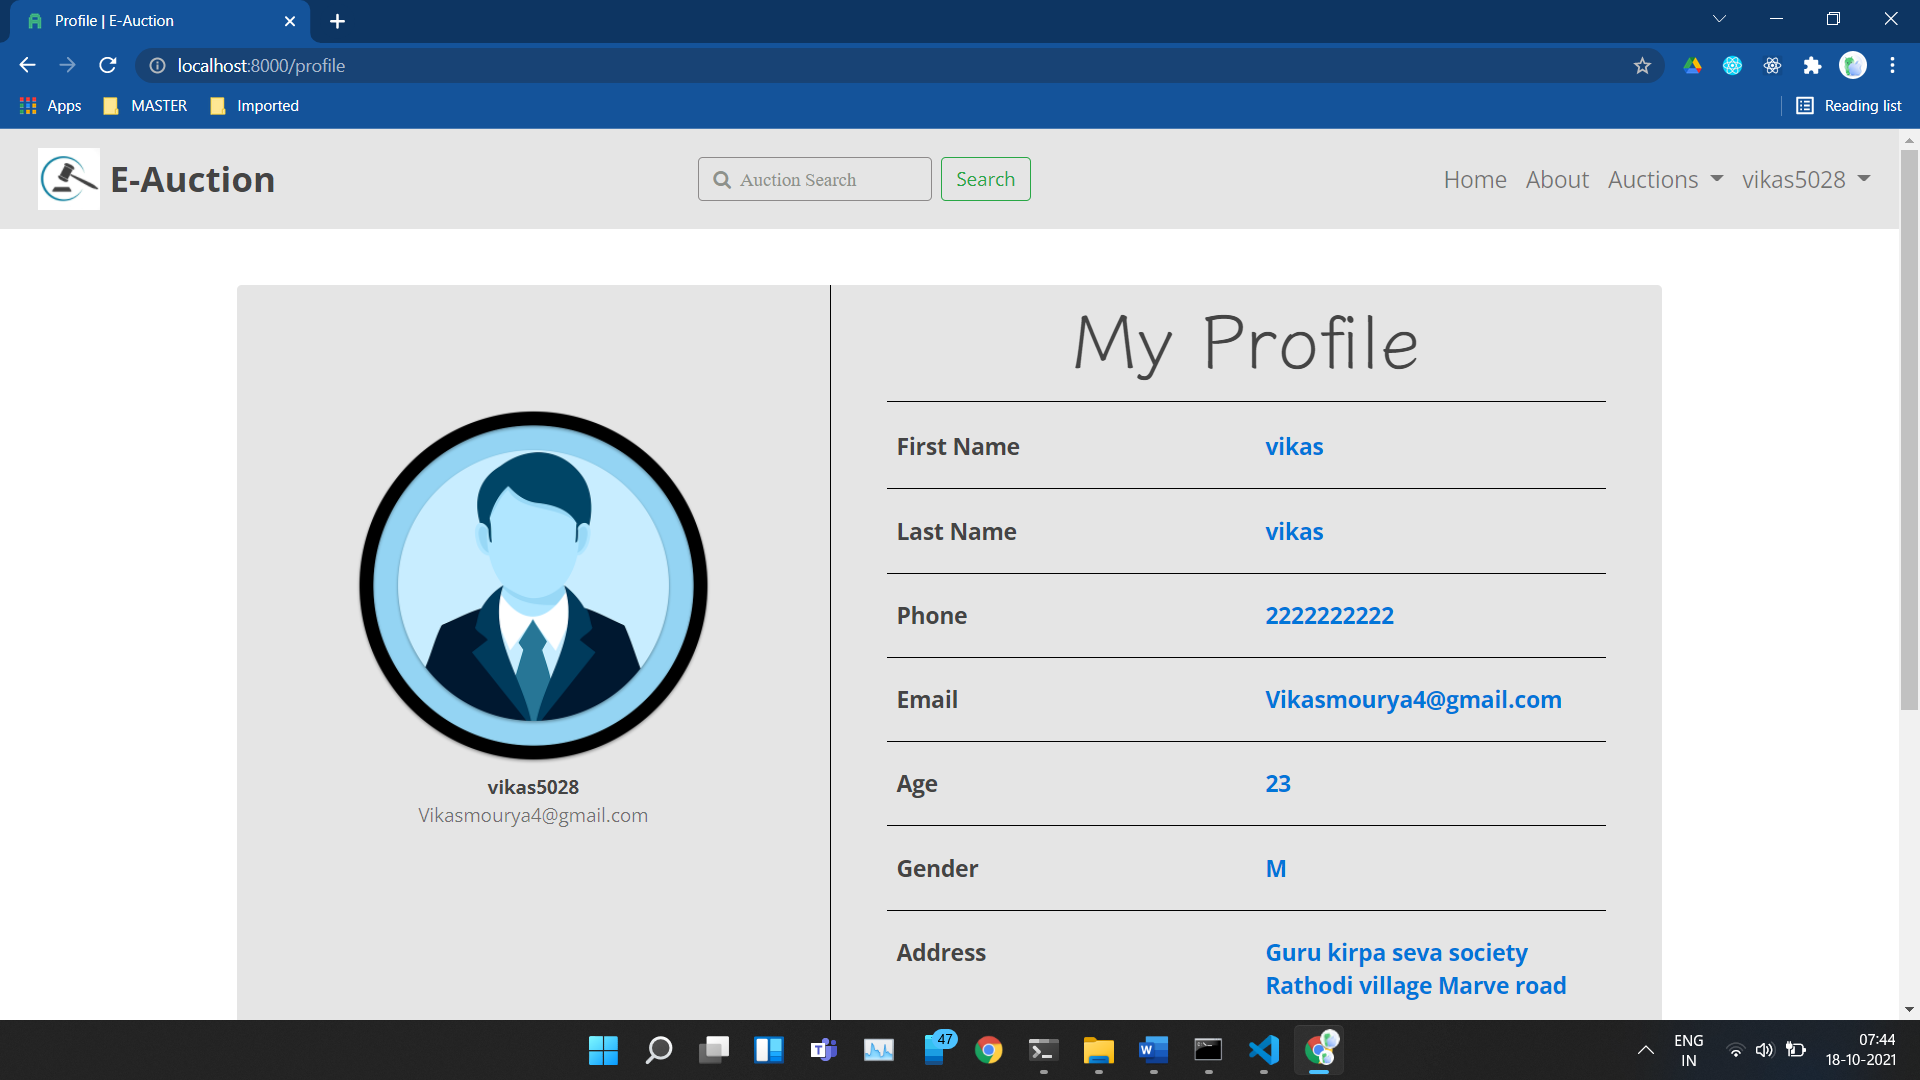 Profile | E-Auction
localhost:8000/profile
Apps MASTER Imported Reading list
E-Auction Auction Search Search Home About Auctions vikas5028
My Profile
First Name vikas
Last Name vikas
Phone 2222222222
Email Vikasmourya4@gmail.com
Age 23
Gender M
Address Guru kirpa seva society
Rathodi village Marve road
vikas5028
Vikasmourya4@gmail.com
47
ENG
IN
07:44
18-10-2021